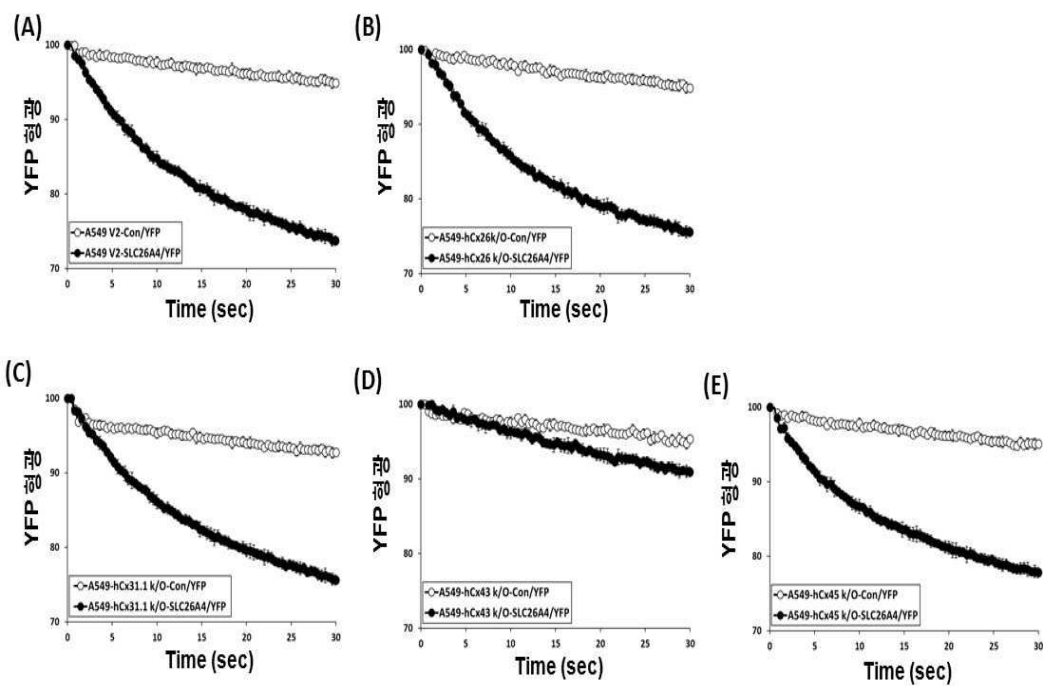 (A)
100
90
80
70
YFP 형광
A549 V2-Con/YFP
A549 V2-SLC26A4/YFP
0 5 10 15 20 25 30
Time (sec)
(B)
100
90
80
70
YFP 형광
A549-hCx26k/O-Con/YFP
A549-hCx26 k/O-SLC26A4/YFP
0 5 10 15 20 25 30
Time (sec)
(C)
100
90
80
70
YFP 형광
A549-hCx31.1 k/O-Con/YFP
A549-hCx31.1 k/O-SLC26A4/YFP
0 5 10 15 20 25 30
Time (sec)
(D)
100
90
80
70
YFP 형광
A549-hCx43 k/O-Con/YFP
A549-hCx43 k/O-SLC26A4/YFP
0 5 10 15 20 25 30
Time (sec)
(E)
100
90
80
70
YFP 형광
A549-hCx45 k/O-Con/YFP
A549-hCx45 k/O-SLC26A4/YFP
0 5 10 15 20 25 30
Time (sec)